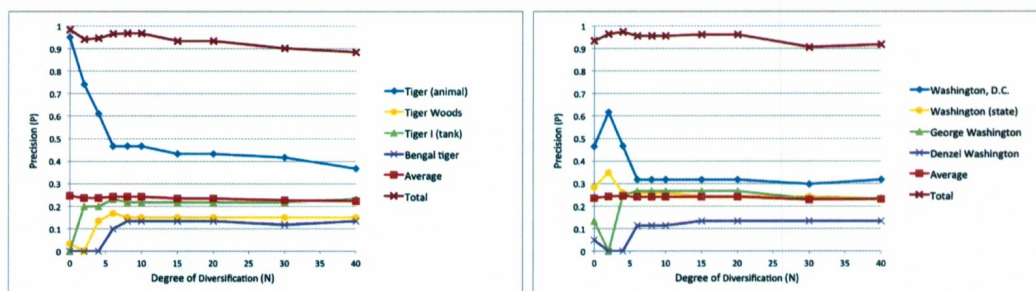 1
0.9
0.8
0.7
0.6
0.5
0.4
0.3
0.2
0.1
0
Precision (P)
0 5 10 15 20 25 30 35 40
Degree of Diversification (N)
Tiger (animal)
Tiger Woods
Tiger I (tank)
Bengal tiger
Average
Total
1
0.9
0.8
0.7
0.6
0.5
0.4
0.3
0.2
0.1
0
Precision (P)
0 5 10 15 20 25 30 35 40
Degree of Diversification (N)
Washington, D.C.
Washington (state)
George Washington
Denzel Washington
Average
Total